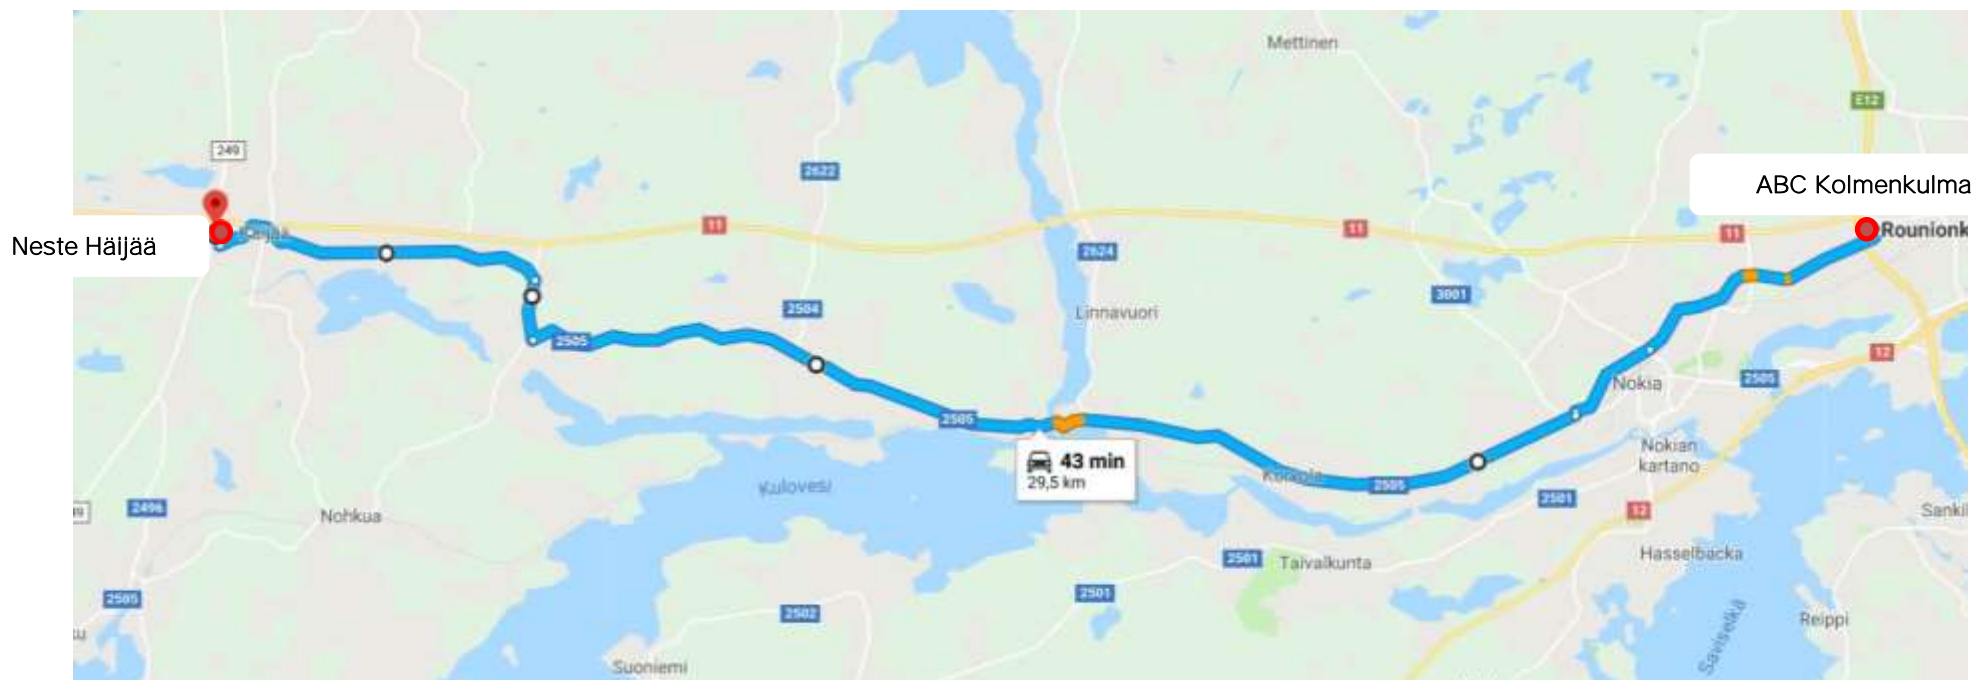 Mettinen
E12
249
2622
ABC Kolmenkulma
11
11
11
Rounionk
Neste Häijää
2624
3001
2504
Linnavuori
2505
12
Nokia
2505
2505
43 min
29,5 km
Nokian
kartano
Kulovesi
2505
2501
2496
Nohkua
12
Sankil
2501
Taivalkunta
Hasselbacka
2505
2501
2502
Reippi
Saviselkä
Suoniemi